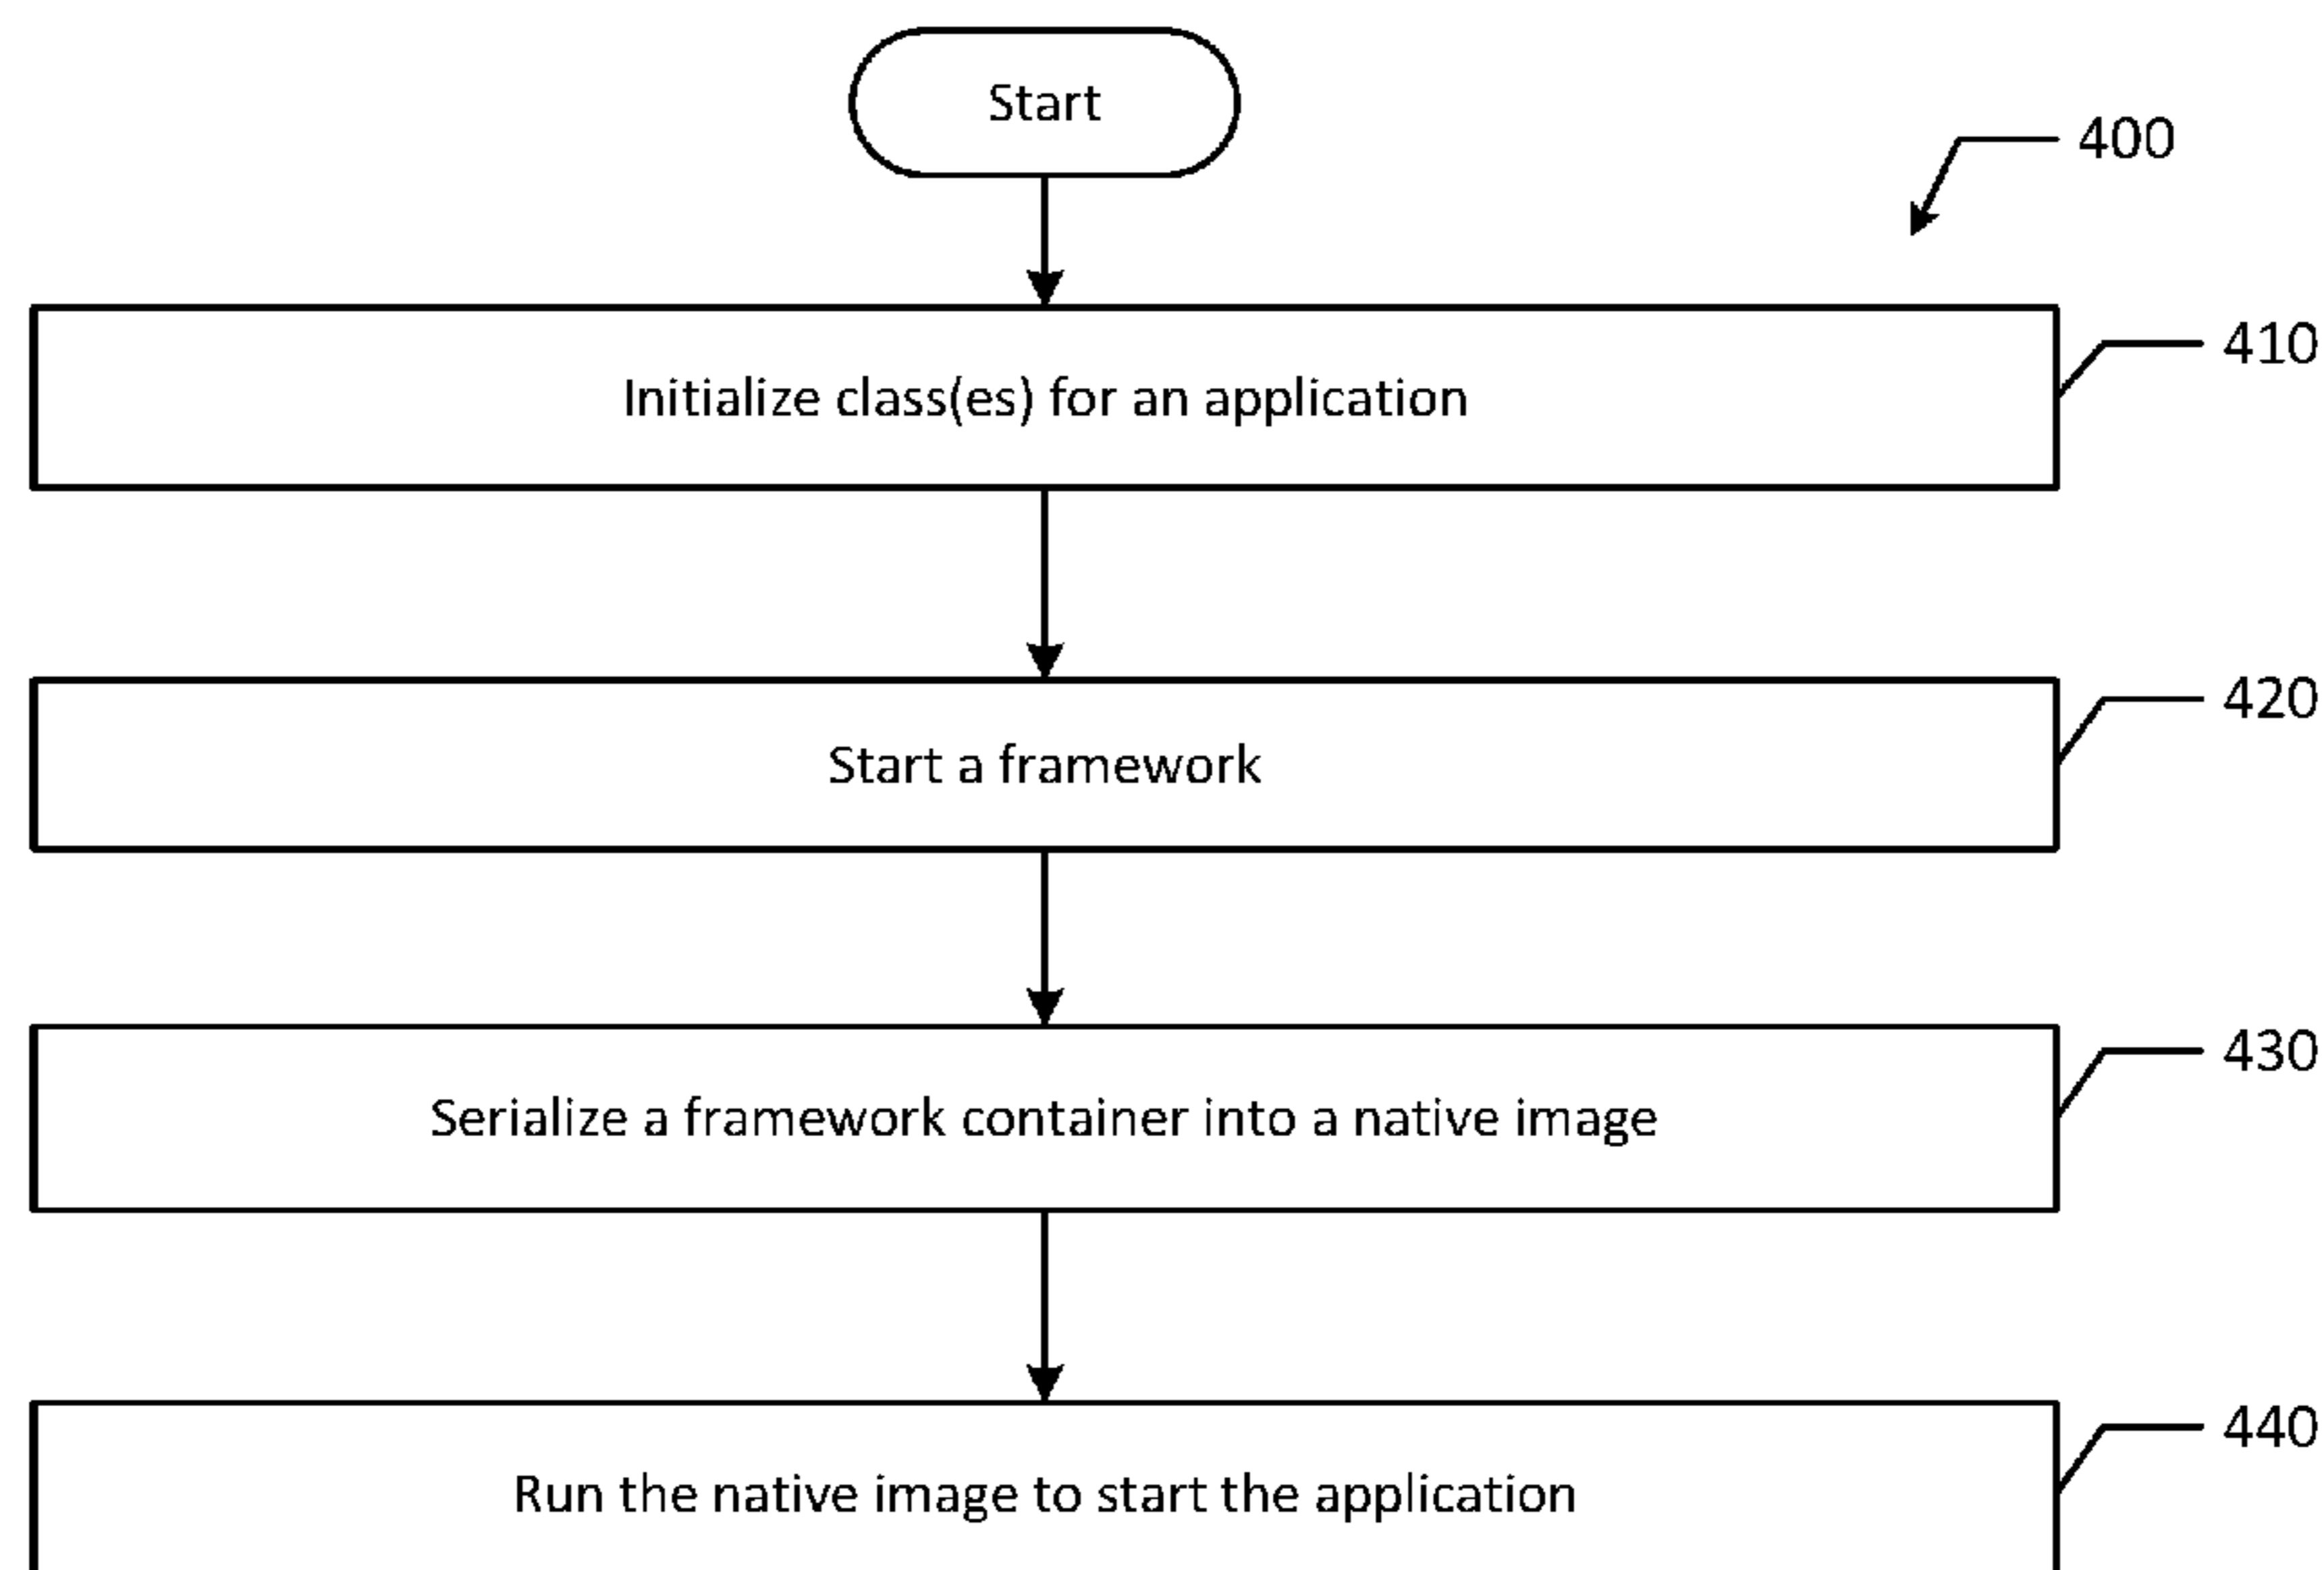 Start
400
410
Initialize class(es) for an application
420
Start a framework
430
Serialize a framework container into a native image
440
Run the native image to start the application